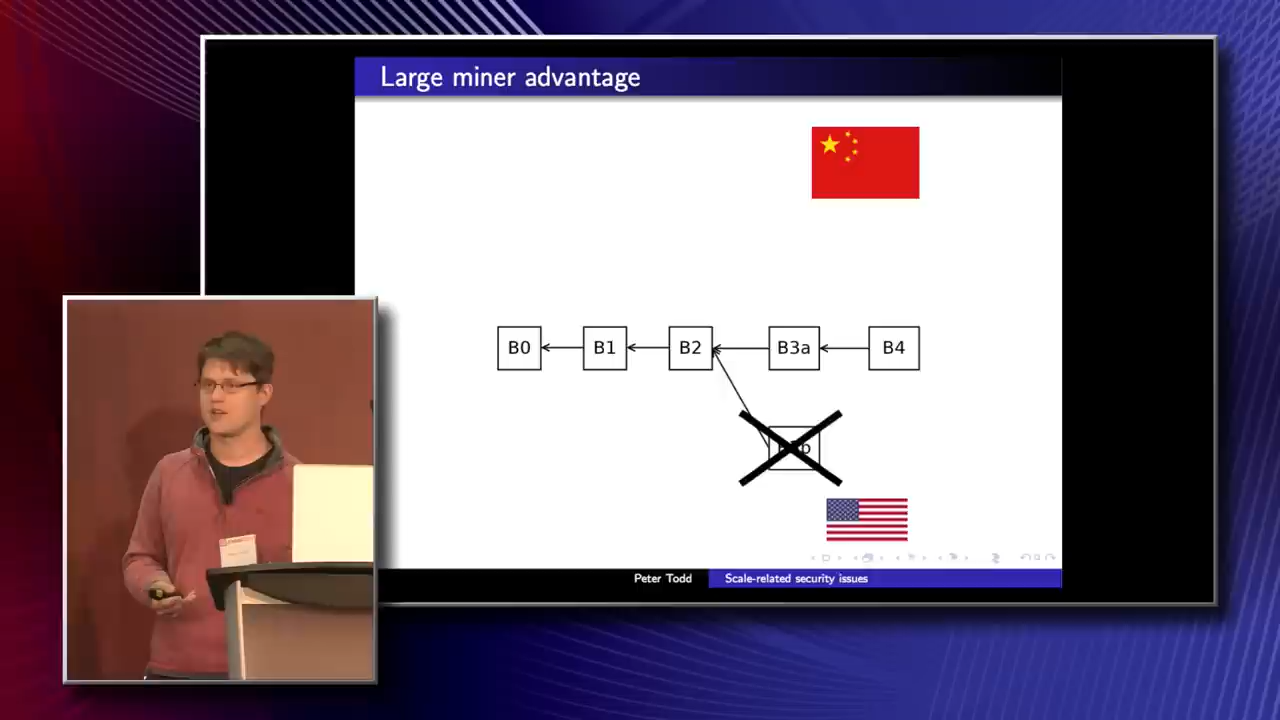 Large miner advantage
B0 B1 B2 B3a B4
Peter Todd Scale-related security issues